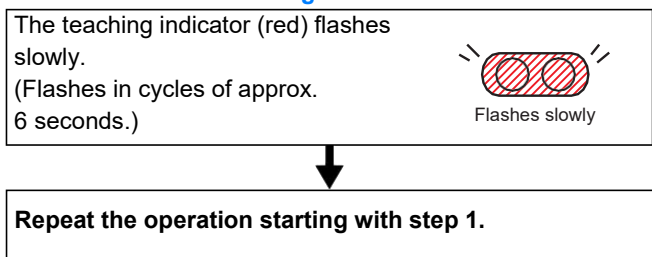 The teaching indicator (red) flashes
slowly.
(Flashes in cycles of approx.
6 seconds.)
Flashes slowly
Repeat the operation starting with step 1.